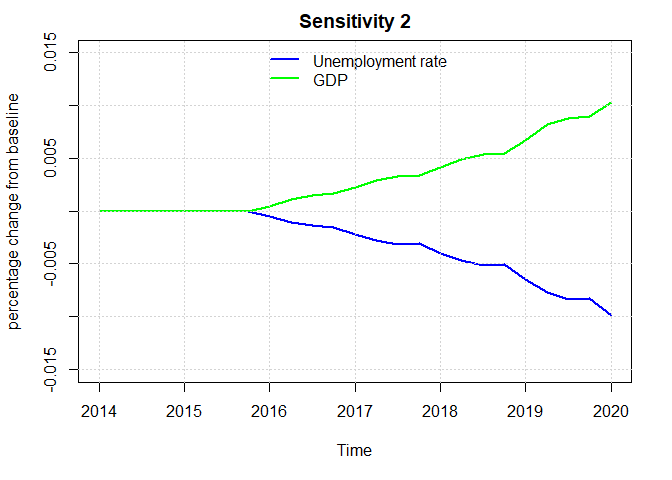 Sensitivity 2
Unemployment rate
GDP
percentage change from baseline
0.015
0.005
-0.005
-0.015
2014 2015 2016 2017 2018 2019 2020
Time